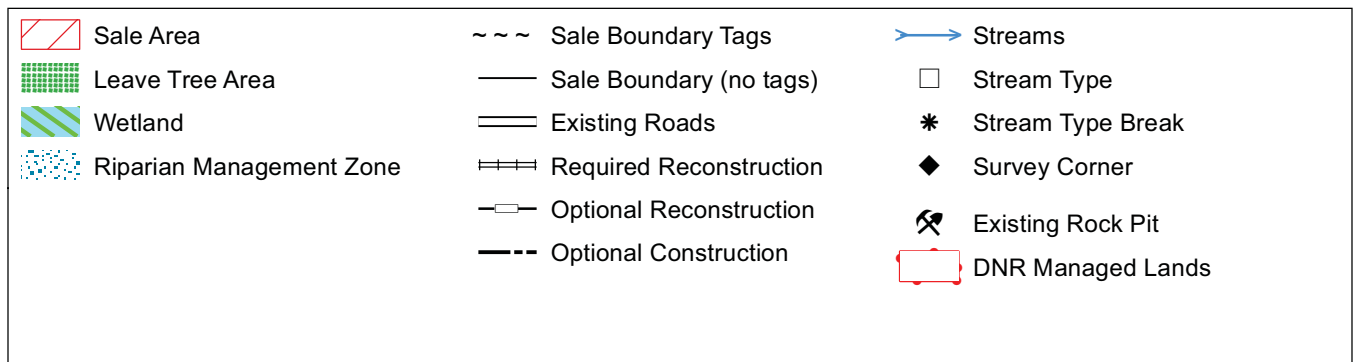 Sale Area
Leave Tree Area
Wetland
Riparian Management Zone
Sale Boundary Tags
Sale Boundary (no tags)
Existing Roads
Required Reconstruction
Optional Reconstruction
Optional Construction
Streams
Stream Type
Stream Type Break
Survey Corner
Existing Rock Pit
DNR Managed Lands